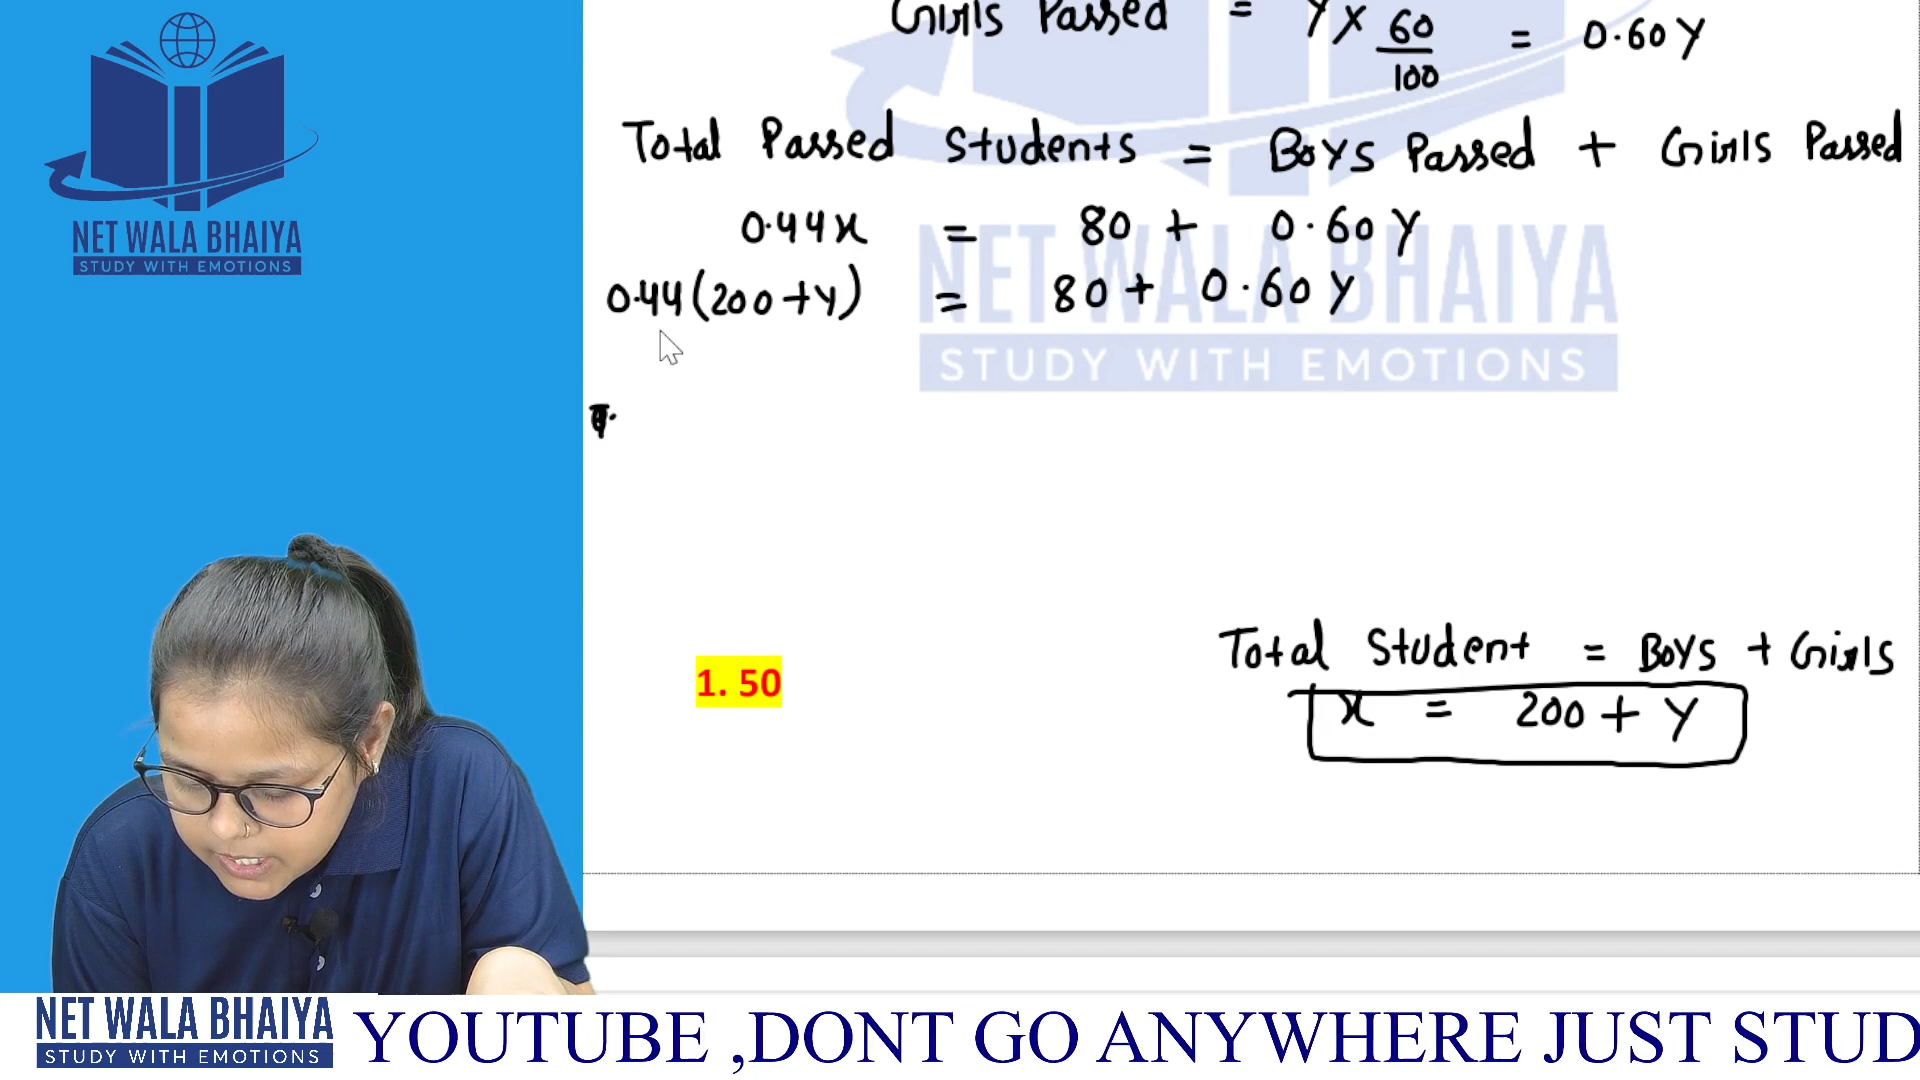 Girls Passed = Y X 60/100 = 0.60Y
Total Passed Students = Boys Passed + Girls Passed
0.44x = 80 + 0.60Y
0.44(200+Y) = 80 + 0.60Y
NET WALA BHAIYA
STUDY WITH EMOTIONS
NET WALA BHAIYA
STUDY WITH EMOTIONS
Total Student = Boys + Girls
x = 200 + Y
1. 50
NET WALA BHAIYA
STUDY WITH EMOTIONS
YOUTUBE ,DONT GO ANYWHERE JUST STUD